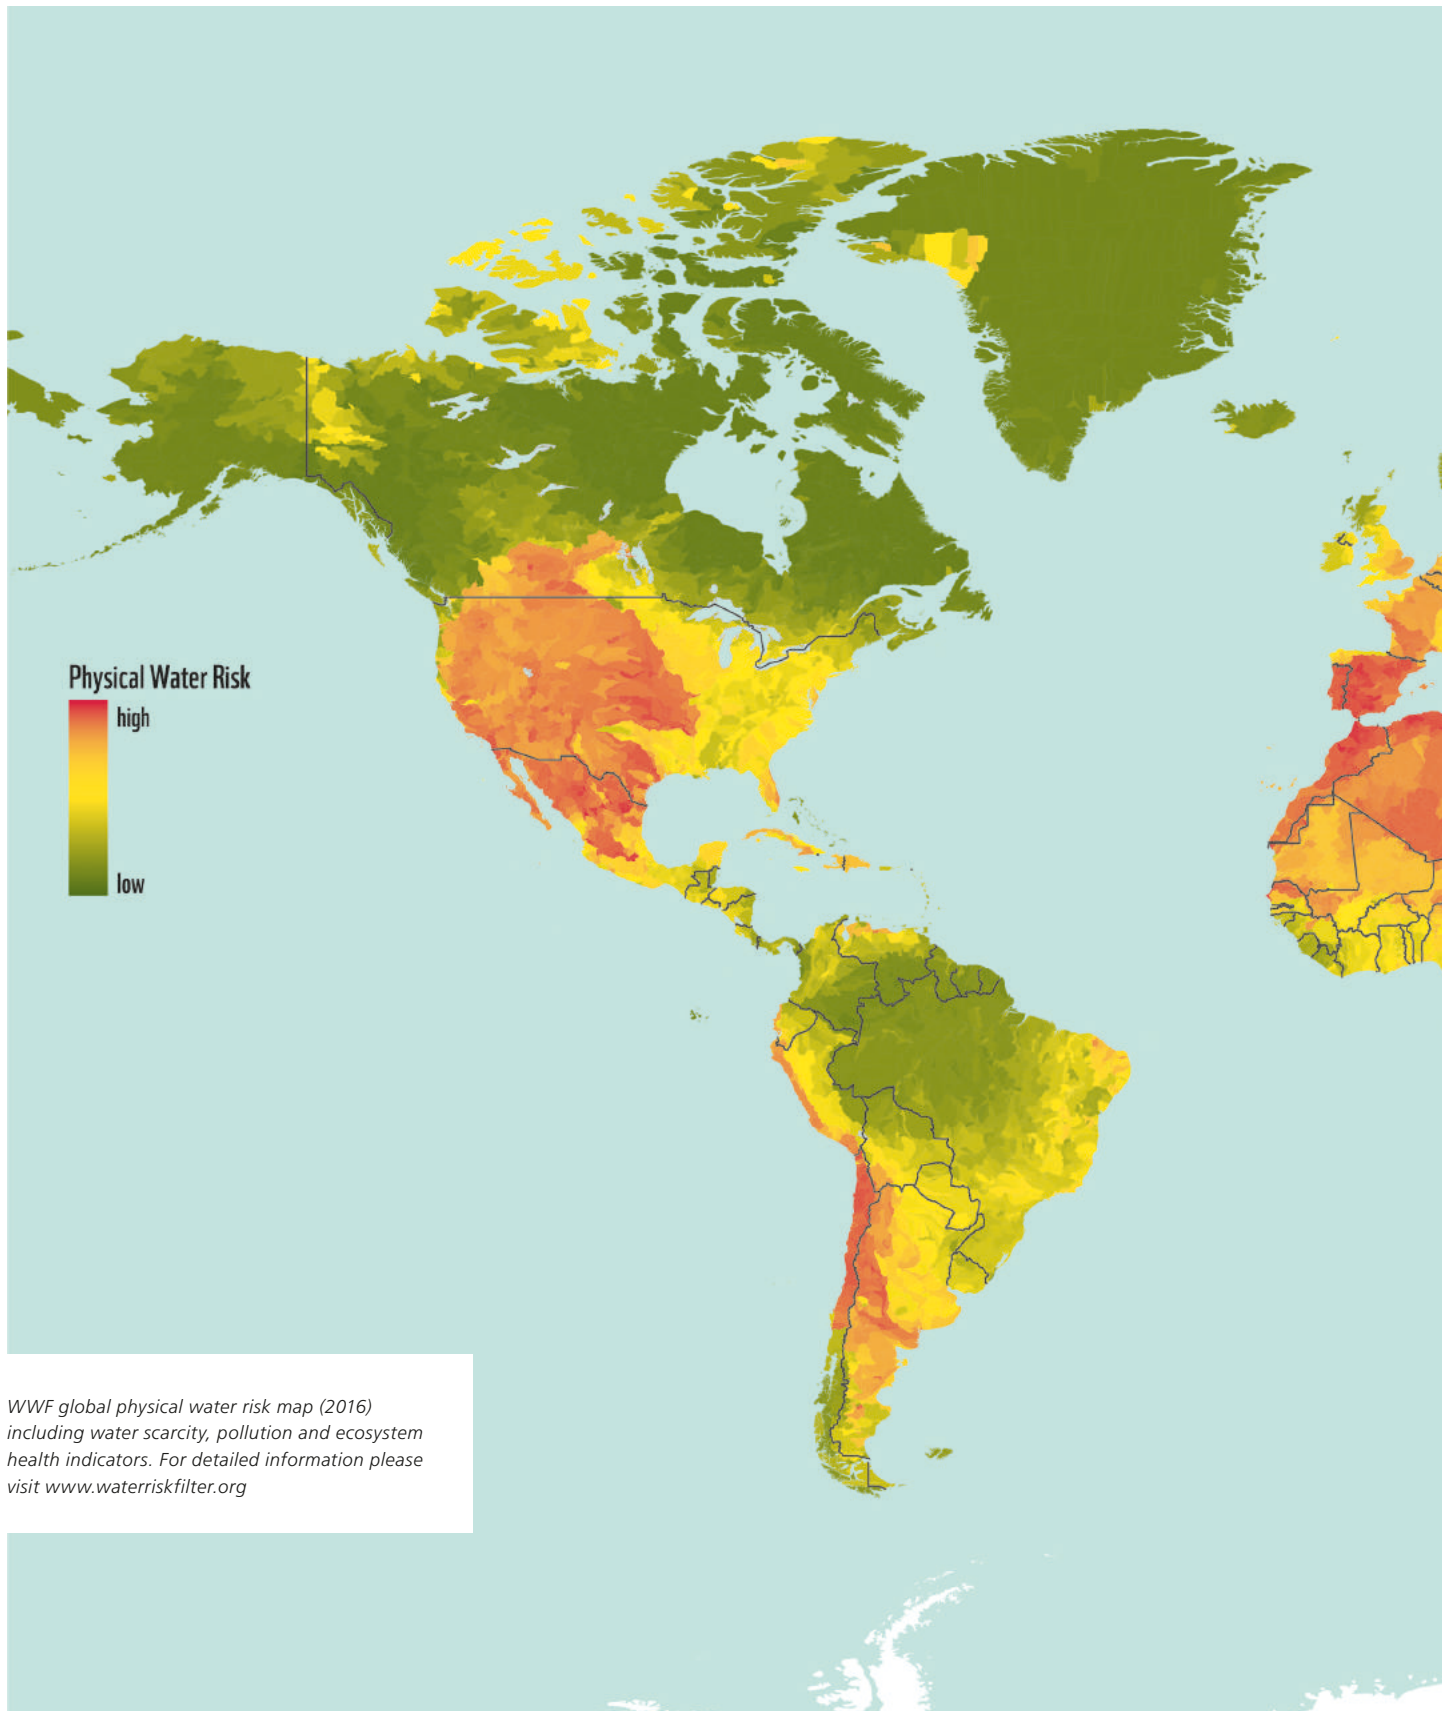 Physical Water Risk
high
low
WWF global physical water risk map (2016)
including water scarcity, pollution and ecosystem
health indicators. For detailed information please
visit www.waterriskfilter.org